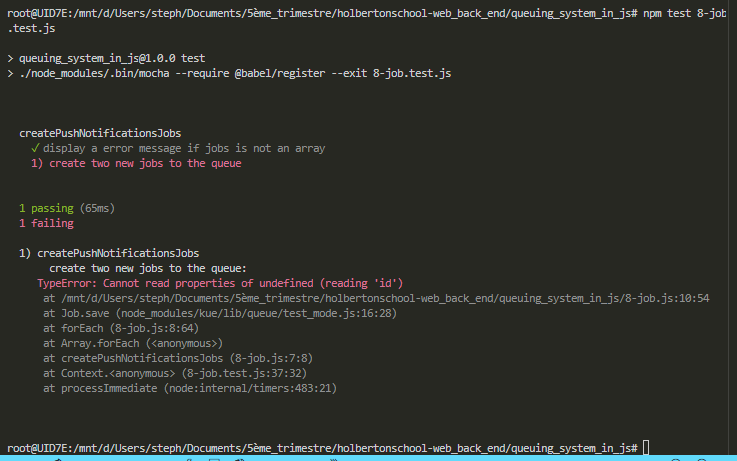 root@UID7E:/mnt/d/Users/steph/Documents/5ème_trimestre/holbertonschool-web_back_end/queuing_system_in_js# npm test 8-job
.test.js
> queuing_system_in_js@1.0.0 test
> ./node_modules/.bin/mocha --require @babel/register --exit 8-job.test.js
createPushNotificationsJobs
✓ display a error message if jobs is not an array
1) create two new jobs to the queue
1 passing (65ms)
1 failing
1) createPushNotificationsJobs
create two new jobs to the queue:
TypeError: Cannot read properties of undefined (reading 'id')
at /mnt/d/Users/steph/Documents/5ème_trimestre/holbertonschool-web_back_end/queuing_system_in_js/8-job.js:10:54
at Job.save (node_modules/kue/lib/queue/test_mode.js:16:28)
at forEach (8-job.js:8:64)
at Array.forEach (<anonymous>)
at createPushNotificationsJobs (8-job.js:7:8)
at Context.<anonymous> (8-job.test.js:37:32)
at processImmediate (node:internal/timers:483:21)
root@UID7E:/mnt/d/Users/steph/Documents/5ème_trimestre/holbertonschool-web_back_end/queuing_system_in_js#